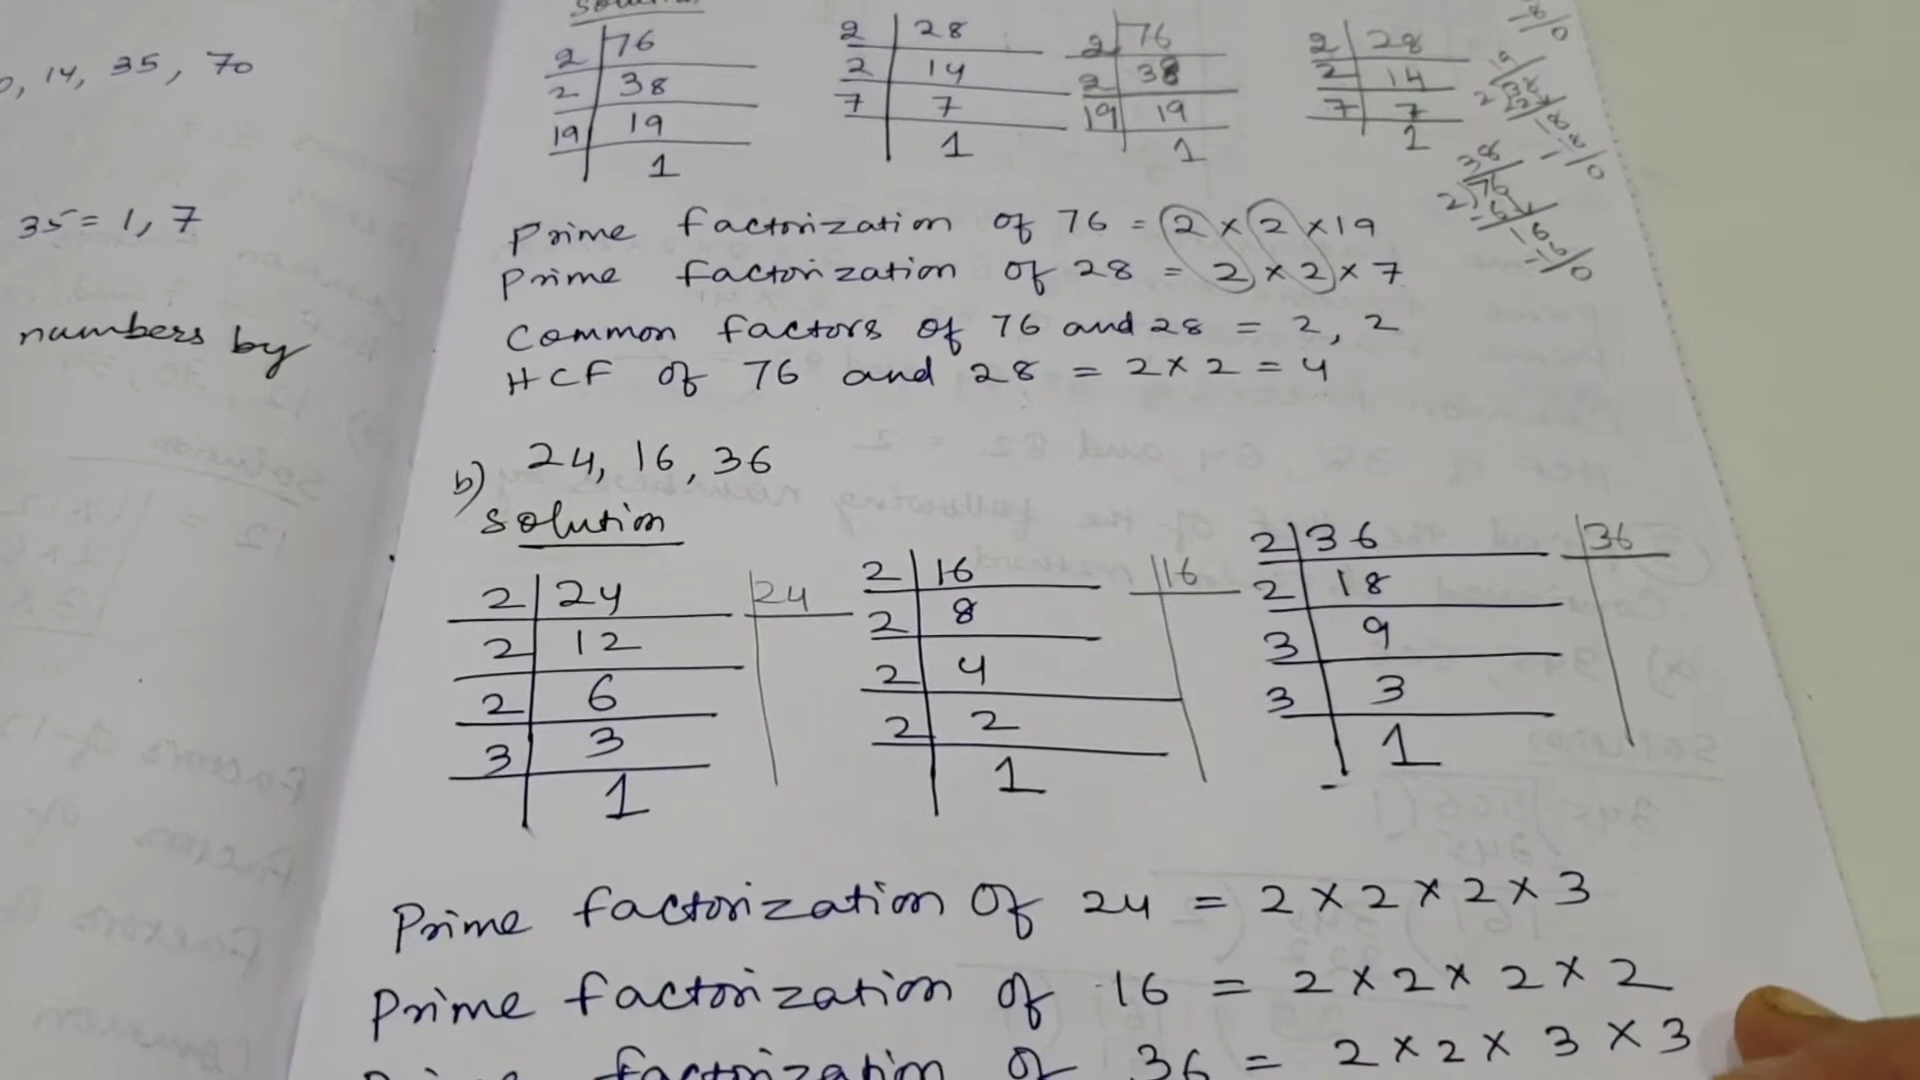 14, 35, 70
35 = 1, 7
numbers by
2 | 76
2 | 38
19 | 19
1
2 | 28
2 | 14
7 | 7
1
2 | 76
2 | 38
19 | 19
1
2 | 28
2 | 14
7 | 7
1
38
2)76
Prime factorization of 76 = 2 × 2 × 19
Prime factorization of 28 = 2 × 2 × 7
Common factors of 76 and 28 = 2, 2
HCF of 76 and 28 = 2 × 2 = 4
b) 24, 16, 36
solution
2 | 24
2 | 12
2 | 6
3 | 3
1
24
2 | 16
2 | 8
2 | 4
2 | 2
1
16
2 | 36
2 | 18
3 | 9
3 | 3
1
36
Prime factorization of 24 = 2 × 2 × 2 × 3
Prime factorization of 16 = 2 × 2 × 2 × 2
factorization of 36 = 2 × 2 × 3 × 3